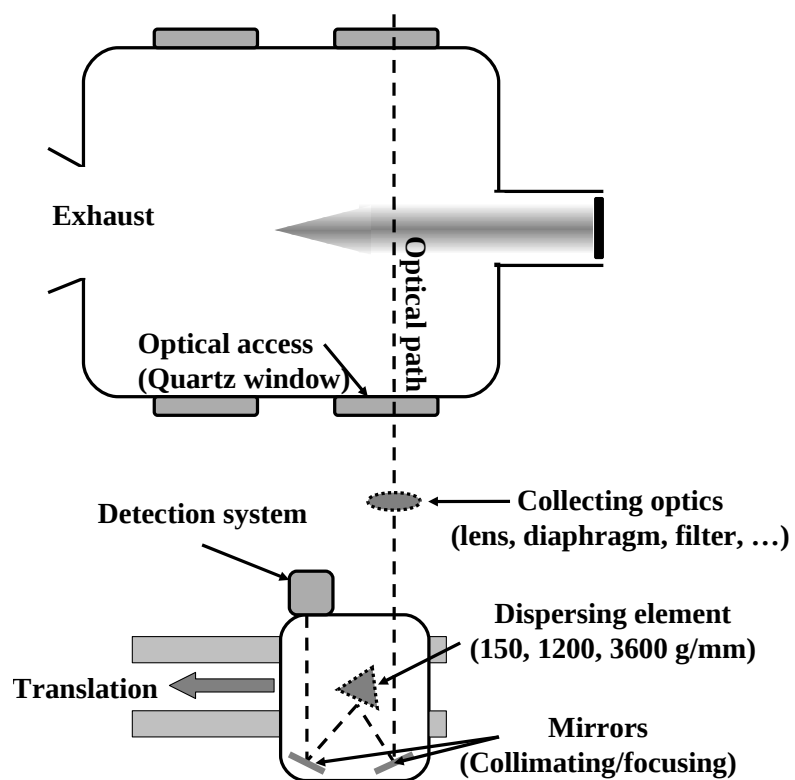 Exhaust
Optical path
Optical access
(Quartz window)
Collecting optics
(lens, diaphragm, filter, …)
Detection system
Dispersing element
(150, 1200, 3600 g/mm)
Translation
Mirrors
(Collimating/focusing)